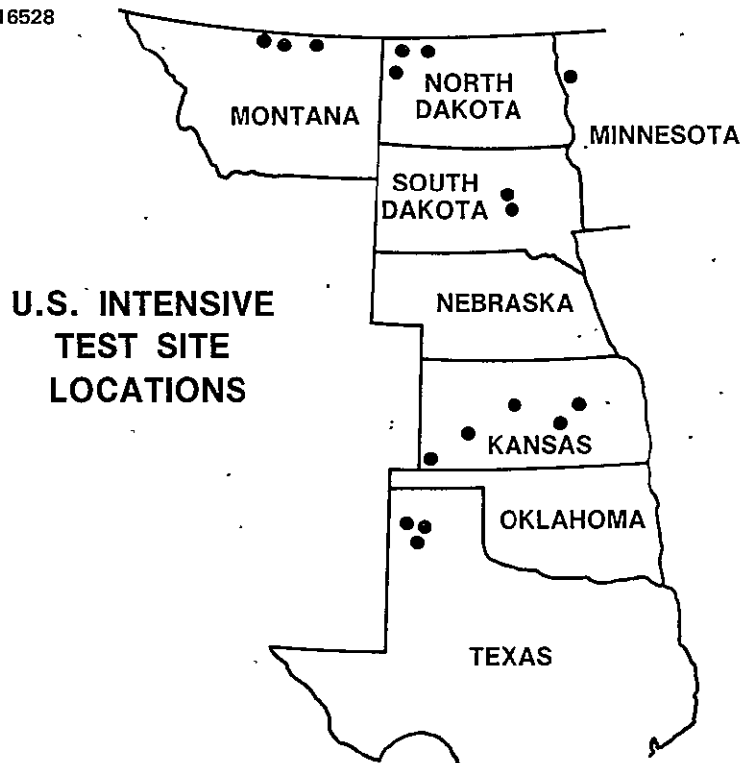 16528
MONTANA
NORTH
DAKOTA
MINNESOTA
SOUTH
DAKOTA
U.S. INTENSIVE
TEST SITE
LOCATIONS
NEBRASKA
KANSAS
OKLAHOMA
TEXAS